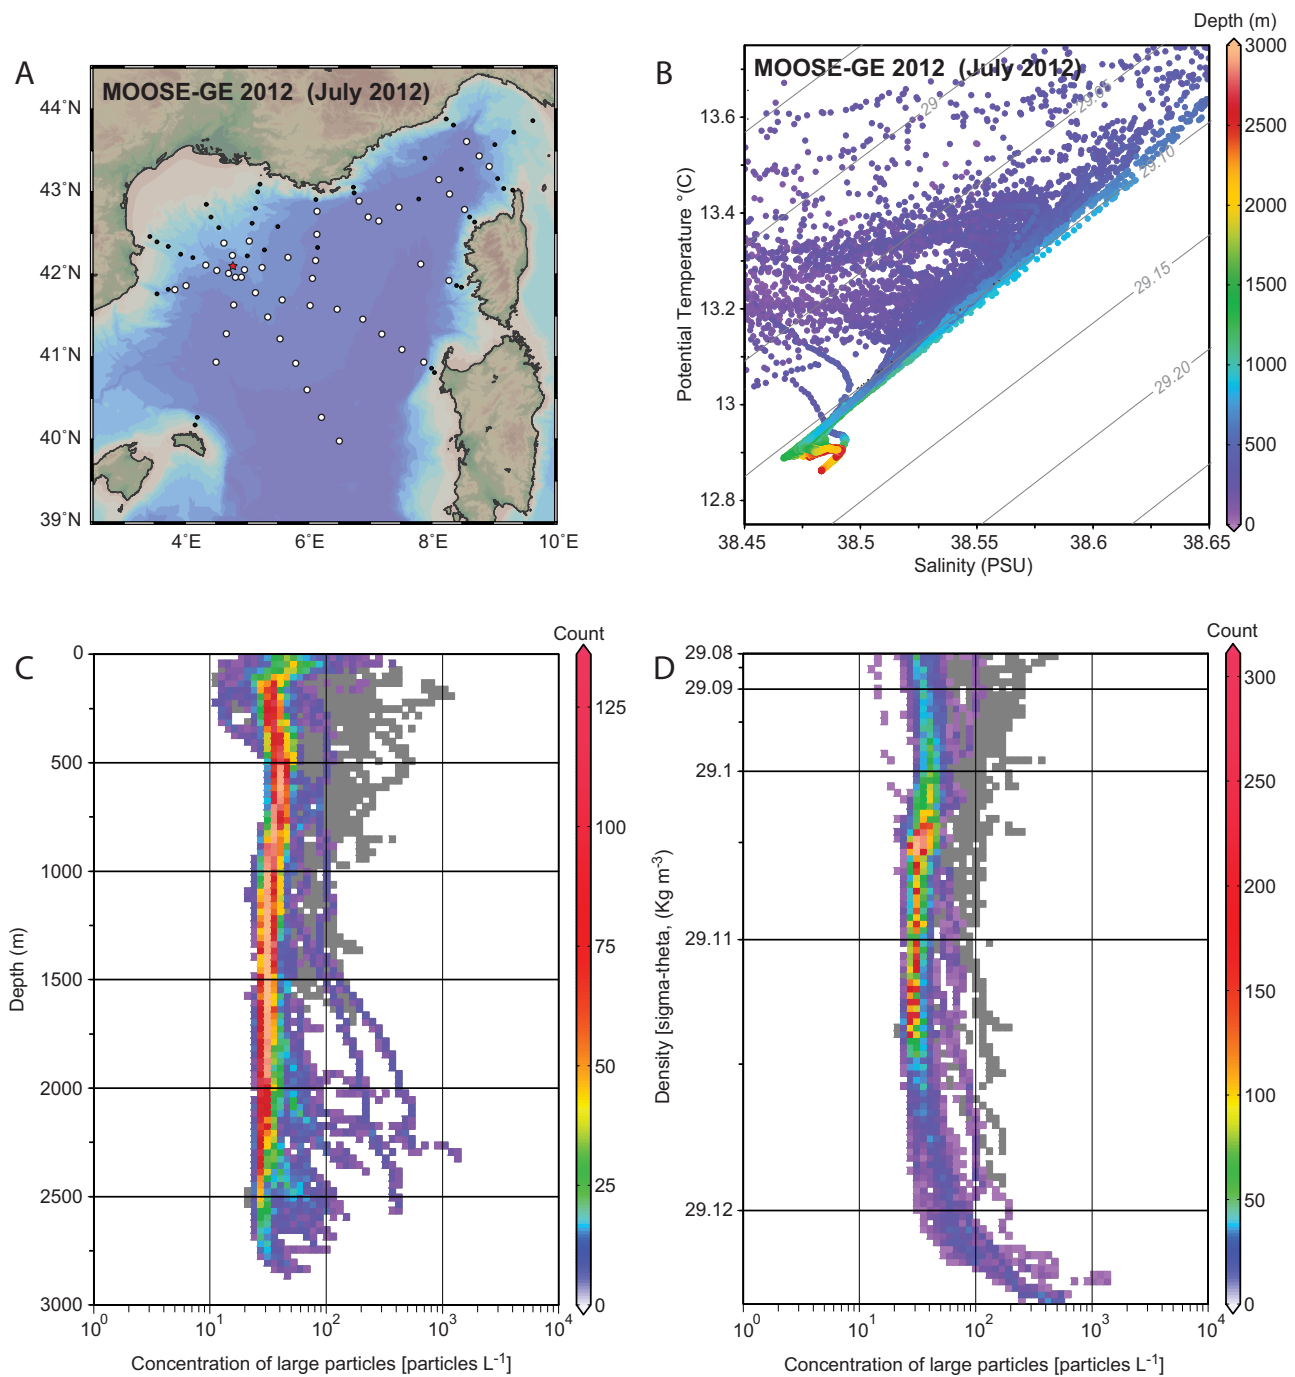 A
MOOSE-GE 2012 (July 2012)
44°N
43°N
42°N
41°N
40°N
39°N
4°E
6°E
8°E
10°E
B
MOOSE-GE 2012 (July 2012)
Depth (m)
3000
2500
2000
1500
1000
500
0
Potential Temperature °(C)
13.6
13.4
13.2
13
12.8
29
29.05
29.10
29.15
29.20
38.45
38.5
38.55
38.6
38.65
Salinity (PSU)
C
Count
125
100
75
50
25
0
Depth (m)
0
500
1000
1500
2000
2500
3000
10^0
10^1
10^2
10^3
10^4
Concentration of large particles [particles L^-1]
D
Count
300
250
200
150
100
50
0
Density [sigma-theta, (Kg m^-3)
29.08
29.09
29.1
29.11
29.12
10^0
10^1
10^2
10^3
10^4
Concentration of large particles [particles L^-1]